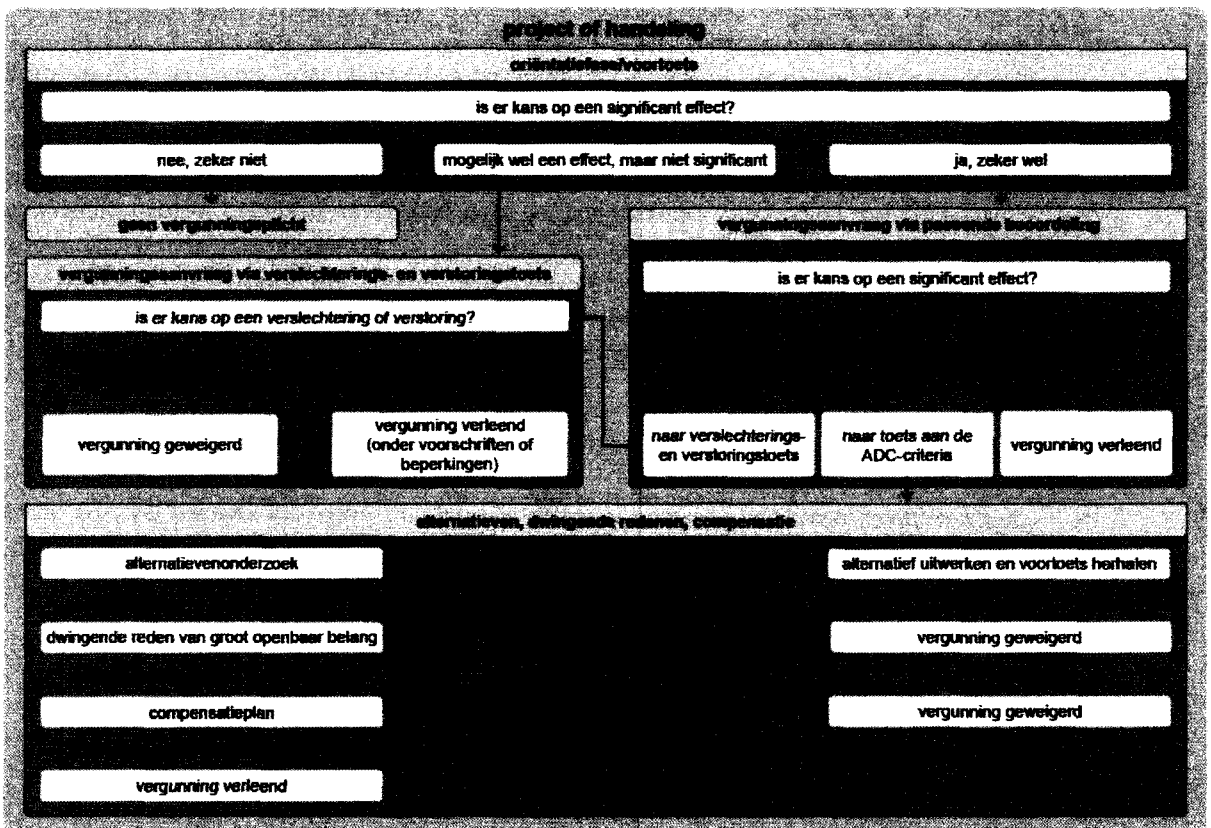 project of handeling
oriëntatiefase/voortoets
is er kans op een significant effect?
nee, zeker niet
mogelijk wel een effect, maar niet significant
ja, zeker wel
geen vergunningsplicht
vergunningsaanvraag via passende beoordeling
vergunningsaanvraag via verslechterings- en verstoringstoets
is er kans op een significant effect?
is er kans op een verslechtering of verstoring?
vergunning geweigerd
vergunning verleend
(onder voorschriften of
beperkingen)
naar verslechterings-
en verstoringstoets
naar toets aan de
ADC-criteria
vergunning verleend
alternatieven, dwingende redenen, compensatie
alternatievenonderzoek
alternatief uitwerken en voortoets herhalen
dwingende reden van groot openbaar belang
vergunning geweigerd
compensatieplan
vergunning geweigerd
vergunning verleend